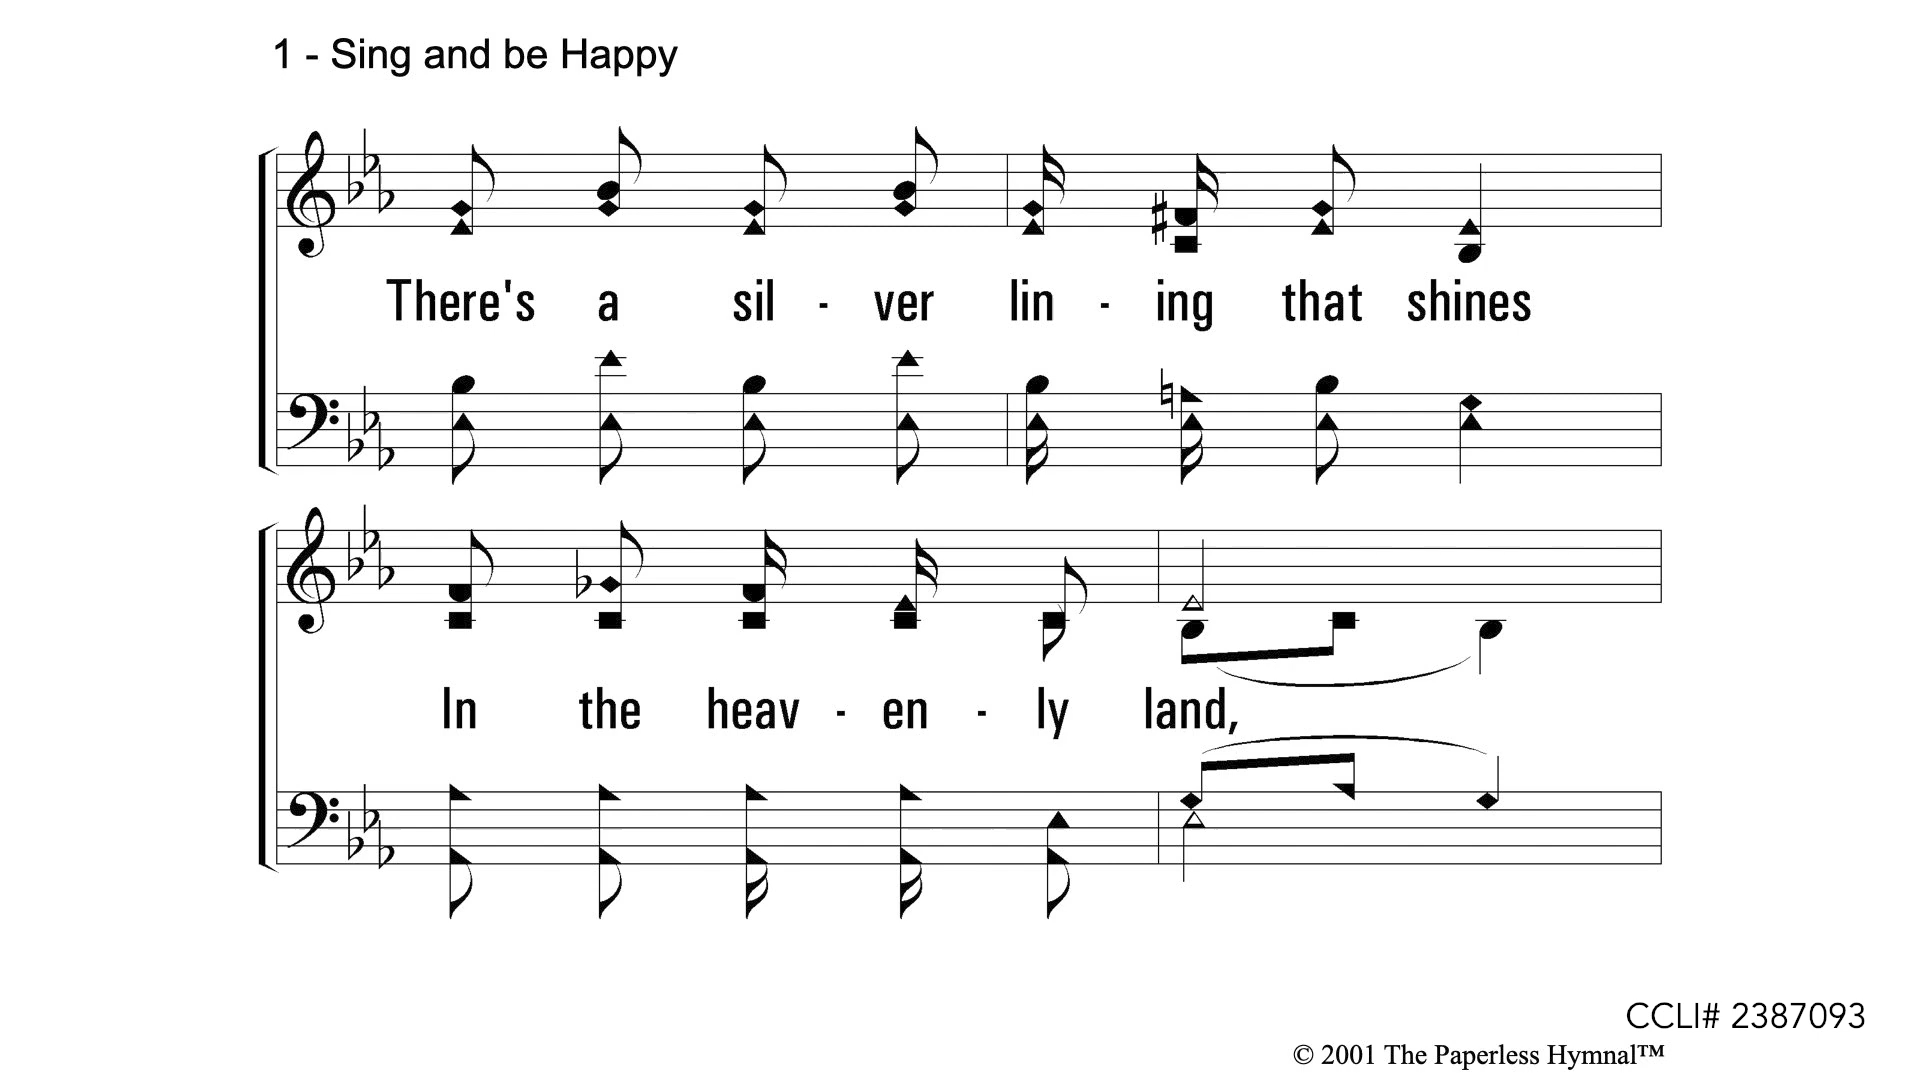 1 - Sing and be Happy
There's a sil - ver lin - ing that shines
In the heav - en - ly land,
CCLI# 2387093
© 2001 The Paperless Hymnal™